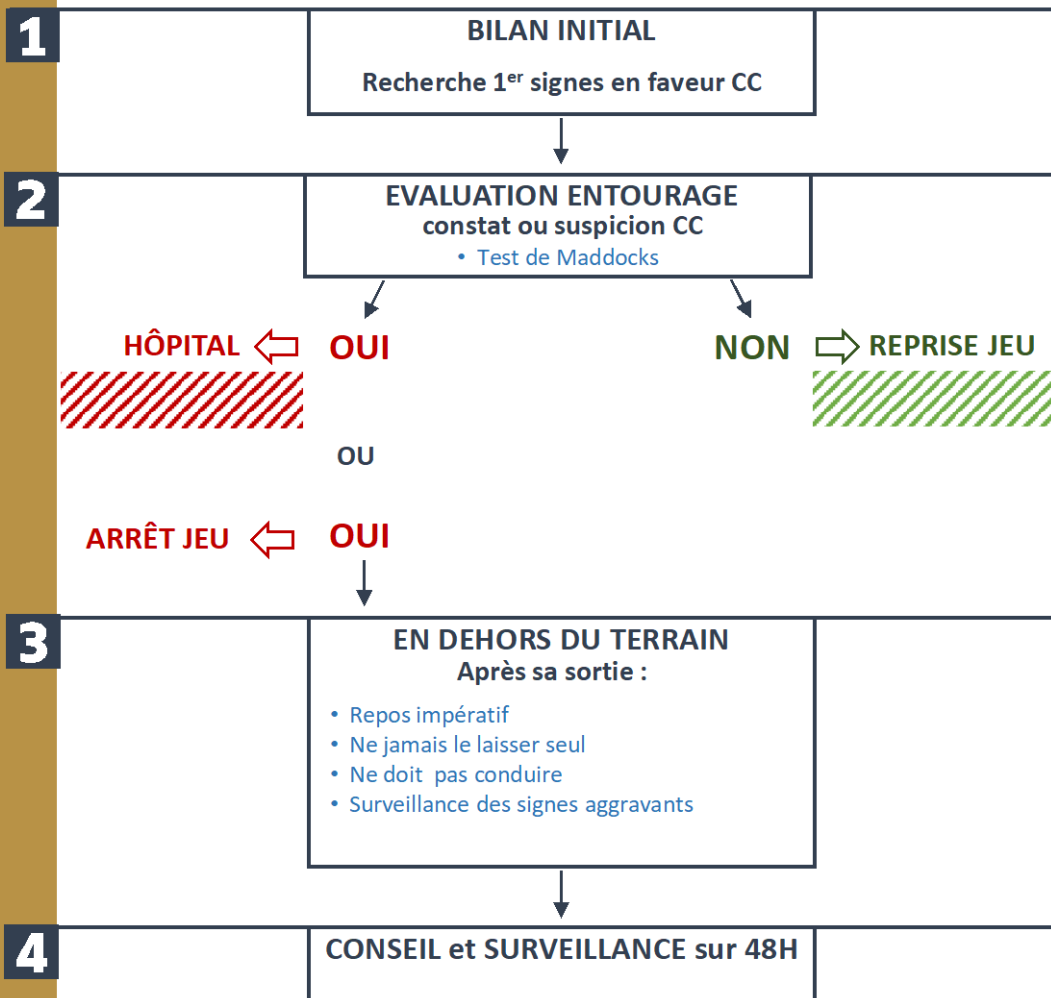 1
BILAN INITIAL
Recherche 1er signes en faveur CC
2
EVALUATION ENTOURAGE
constat ou suspicion CC
• Test de Maddocks
HÔPITAL OUI NON REPRISE JEU
OU
ARRÊT JEU OUI
3
EN DEHORS DU TERRAIN
Après sa sortie :
• Repos impératif
• Ne jamais le laisser seul
• Ne doit pas conduire
• Surveillance des signes aggravants
4
CONSEIL et SURVEILLANCE sur 48H